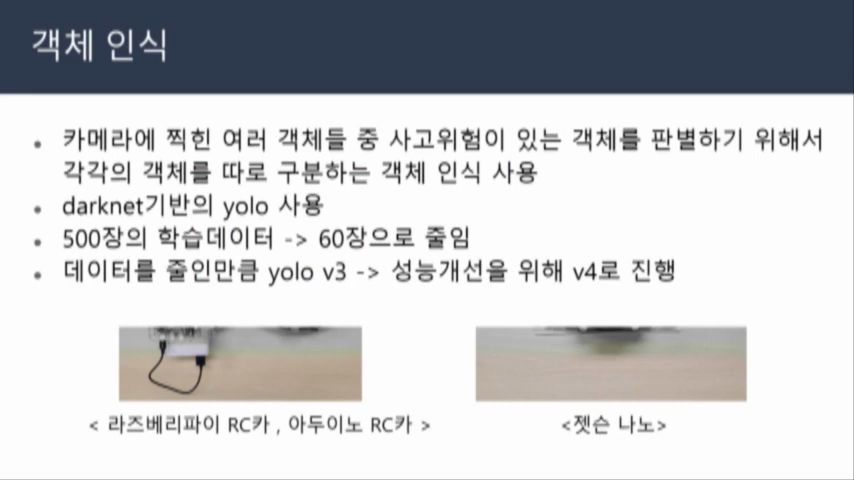 객체 인식
• 카메라에 찍힌 여러 객체들 중 사고위험이 있는 객체를 판별하기 위해서
각각의 객체를 따로 구분하는 객체 인식 사용
• darknet기반의 yolo 사용
• 500장의 학습데이터 -> 60장으로 줄임
• 데이터를 줄인만큼 yolo v3 -> 성능개선을 위해 v4로 진행
< 라즈베리파이 RC카 , 아두이노 RC카 >
<젯슨 나노>